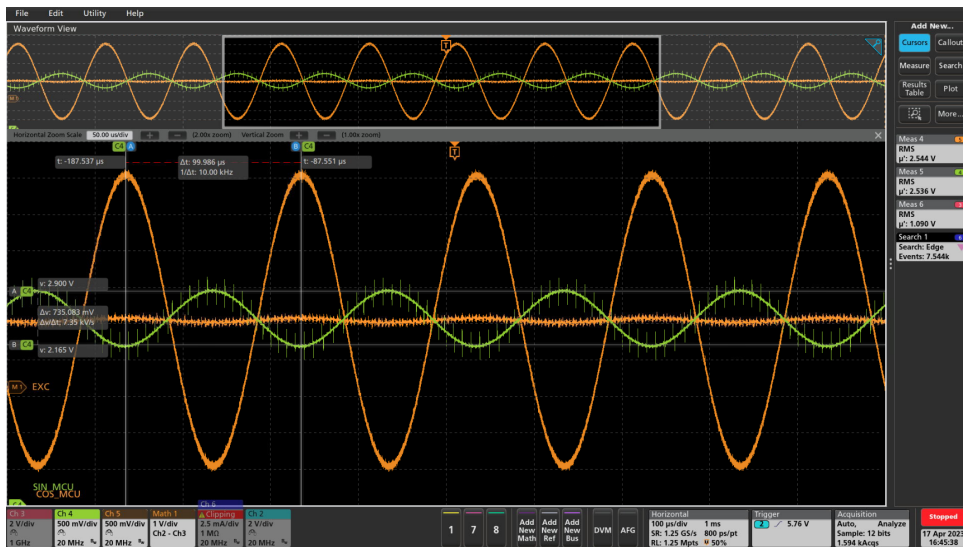 File Edit Utility Help
Waveform View
Add New...
Cursors Callout
Measure Search
Results Table Plot
More...
Horizontal Zoom Scale 50.00 us/div + − (2.00x zoom) Vertical Zoom + − (1.00x zoom)
C4 A B C4
t: -187.537 µs Δt: 99.986 µs t: -87.551 µs
1/Δt: 10.00 kHz
T
Meas 4 5
RMS
µ': 2.544 V
Meas 5 4
RMS
µ': 2.536 V
Meas 6 3
RMS
µ': 1.090 V
Search 1 6
Search: Edge
Events: 7.544k
v: 2.900 V
A C4
Δv: 735.083 mV
Δv/Δt: 7.35 kV/s
B C4
v: 2.165 V
M1 EXC
SIN_MCU
COS_MCU
Ch 3
2 V/div
1 GHz
Ch 4
500 mV/div
20 MHz
Ch 5
500 mV/div
20 MHz
Math 1
1 V/div
Ch2 - Ch3
Ch 6
Clipping
2.5 mA/div
1 MΩ
20 MHz
Ch 2
2 V/div
20 MHz
1 7 8
Add New Math
Add New Ref
Add New Bus
DVM AFG
Horizontal
100 µs/div 1 ms
SR: 1.25 GS/s 800 ps/pt
RL: 1.25 Mpts 50%
Trigger
2 5.76 V
Acquisition
Auto, Analyze
Sample: 12 bits
1.594 kAcqs
Stopped
17 Apr 2023
16:45:38